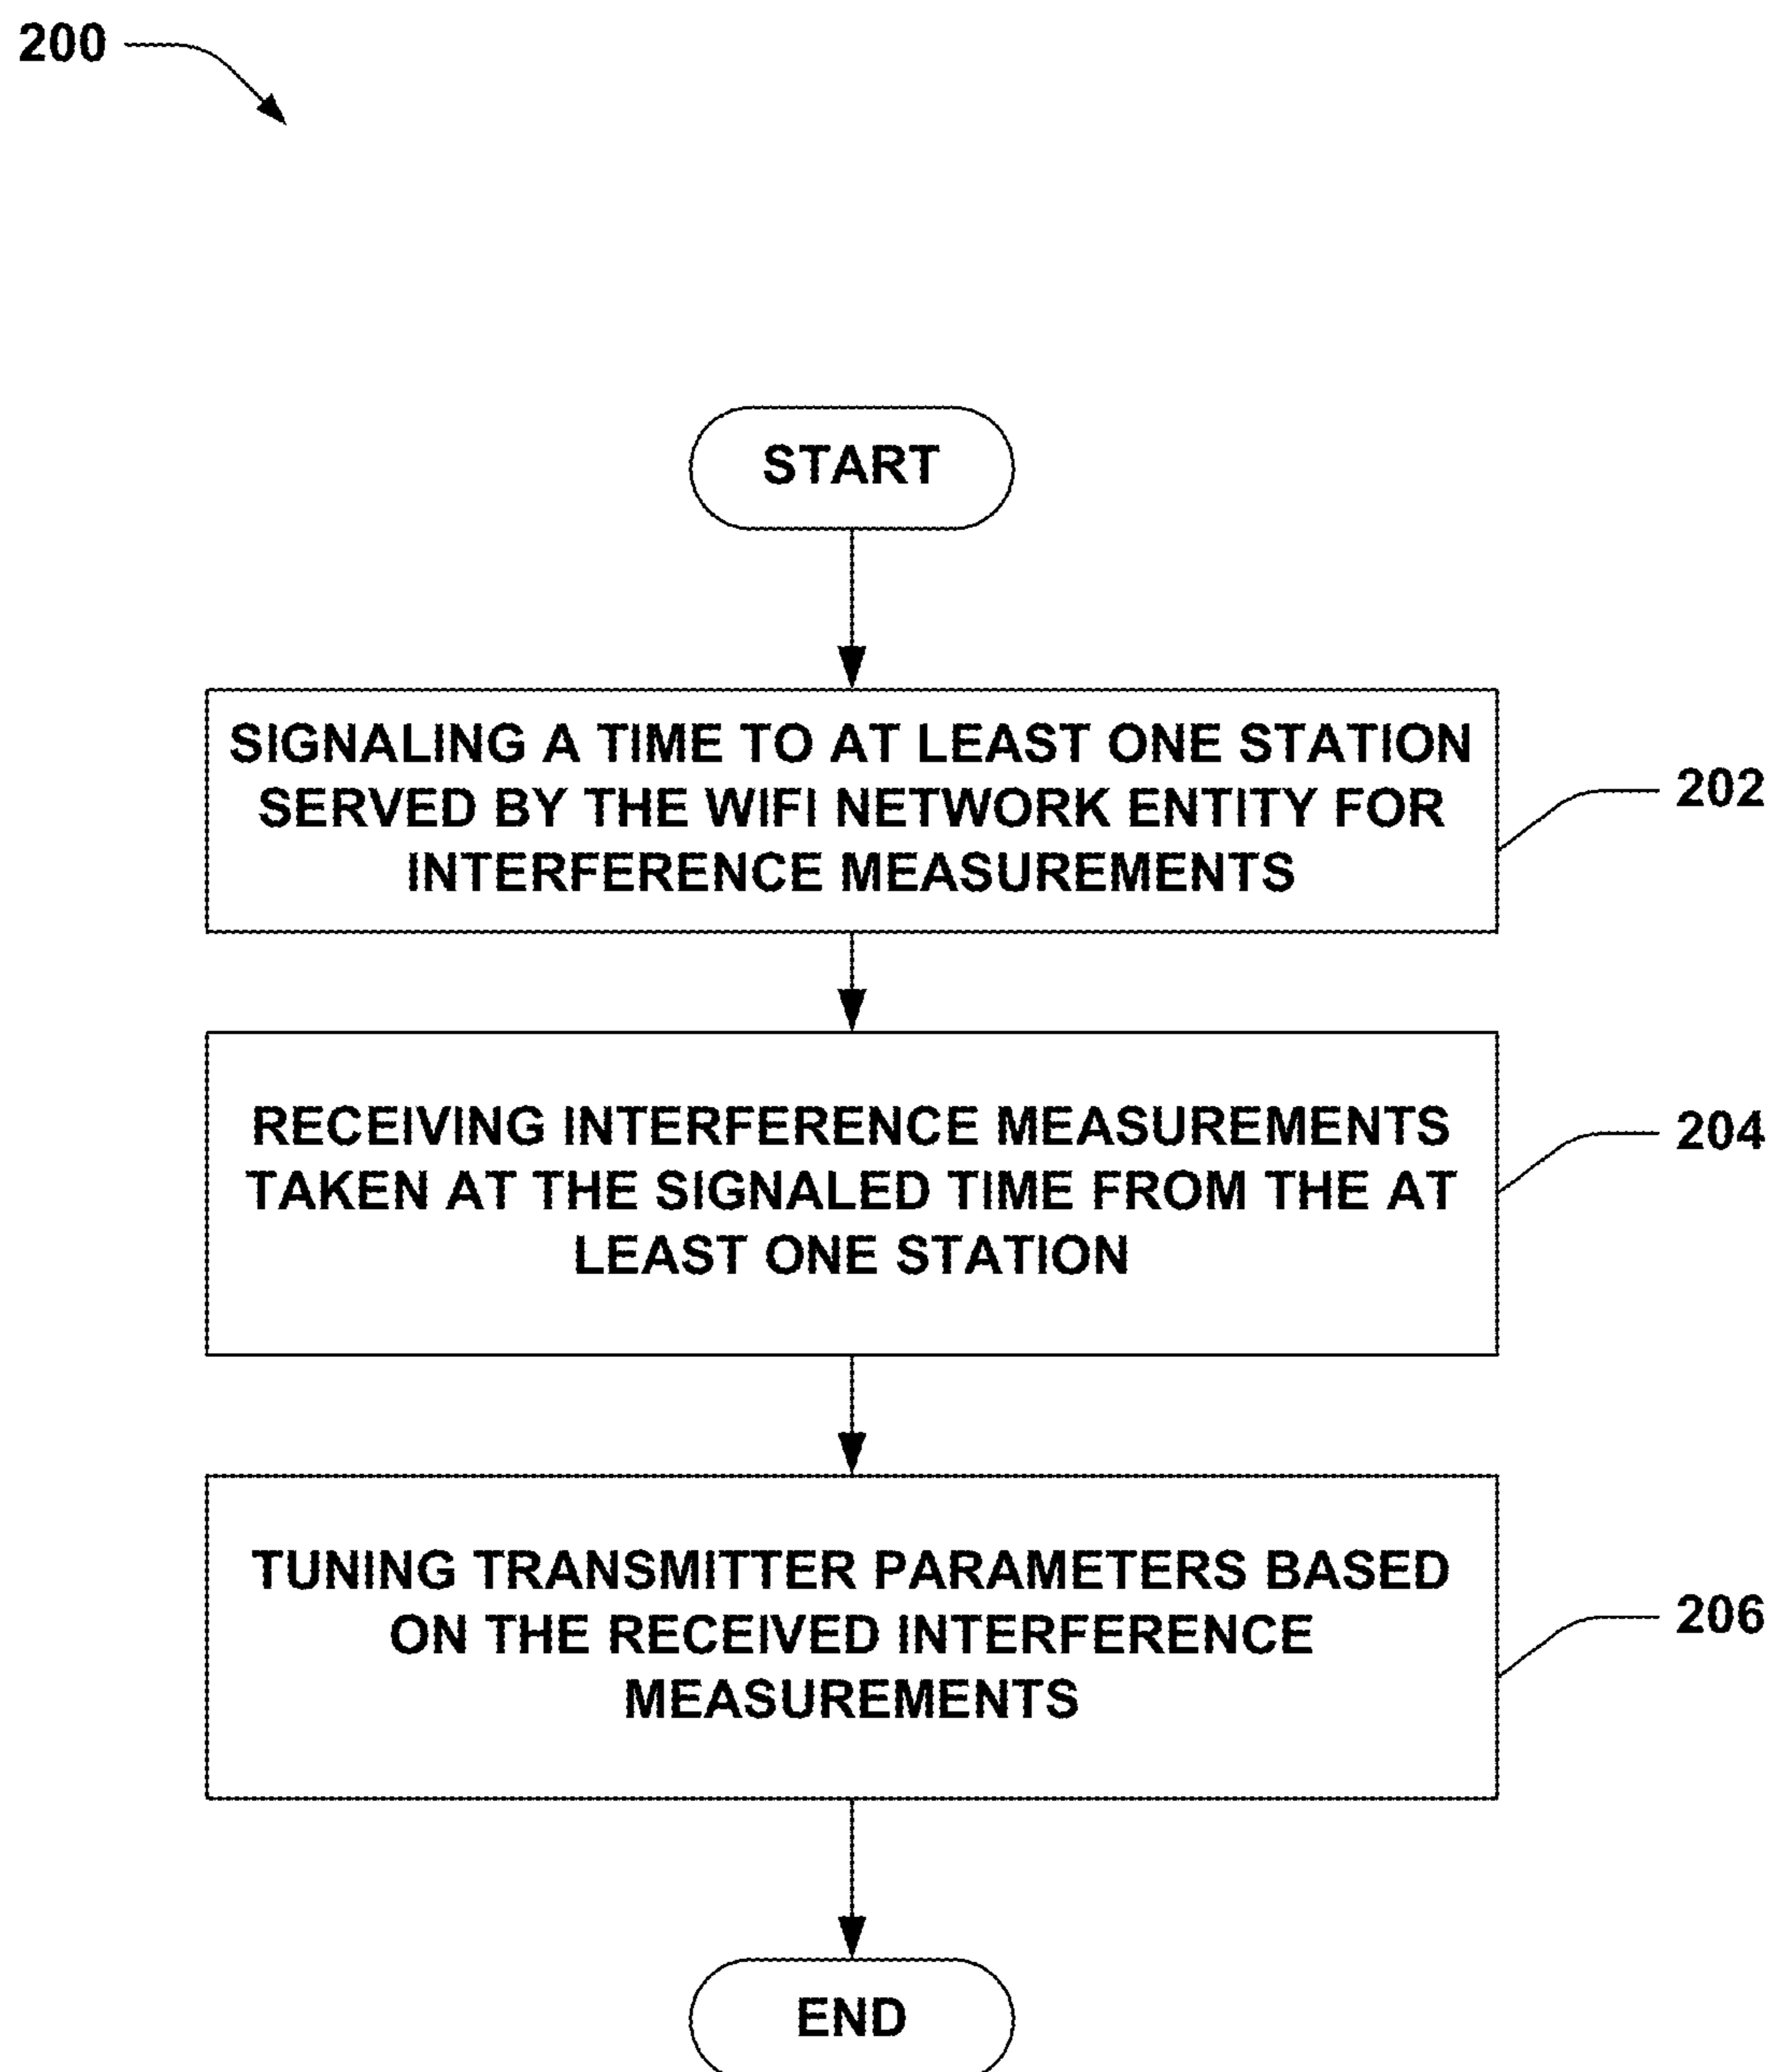 200
START
SIGNALING A TIME TO AT LEAST ONE STATION
SERVED BY THE WIFI NETWORK ENTITY FOR
INTERFERENCE MEASUREMENTS
202
RECEIVING INTERFERENCE MEASUREMENTS
TAKEN AT THE SIGNALED TIME FROM THE AT
LEAST ONE STATION
204
TUNING TRANSMITTER PARAMETERS BASED
ON THE RECEIVED INTERFERENCE
MEASUREMENTS
206
END